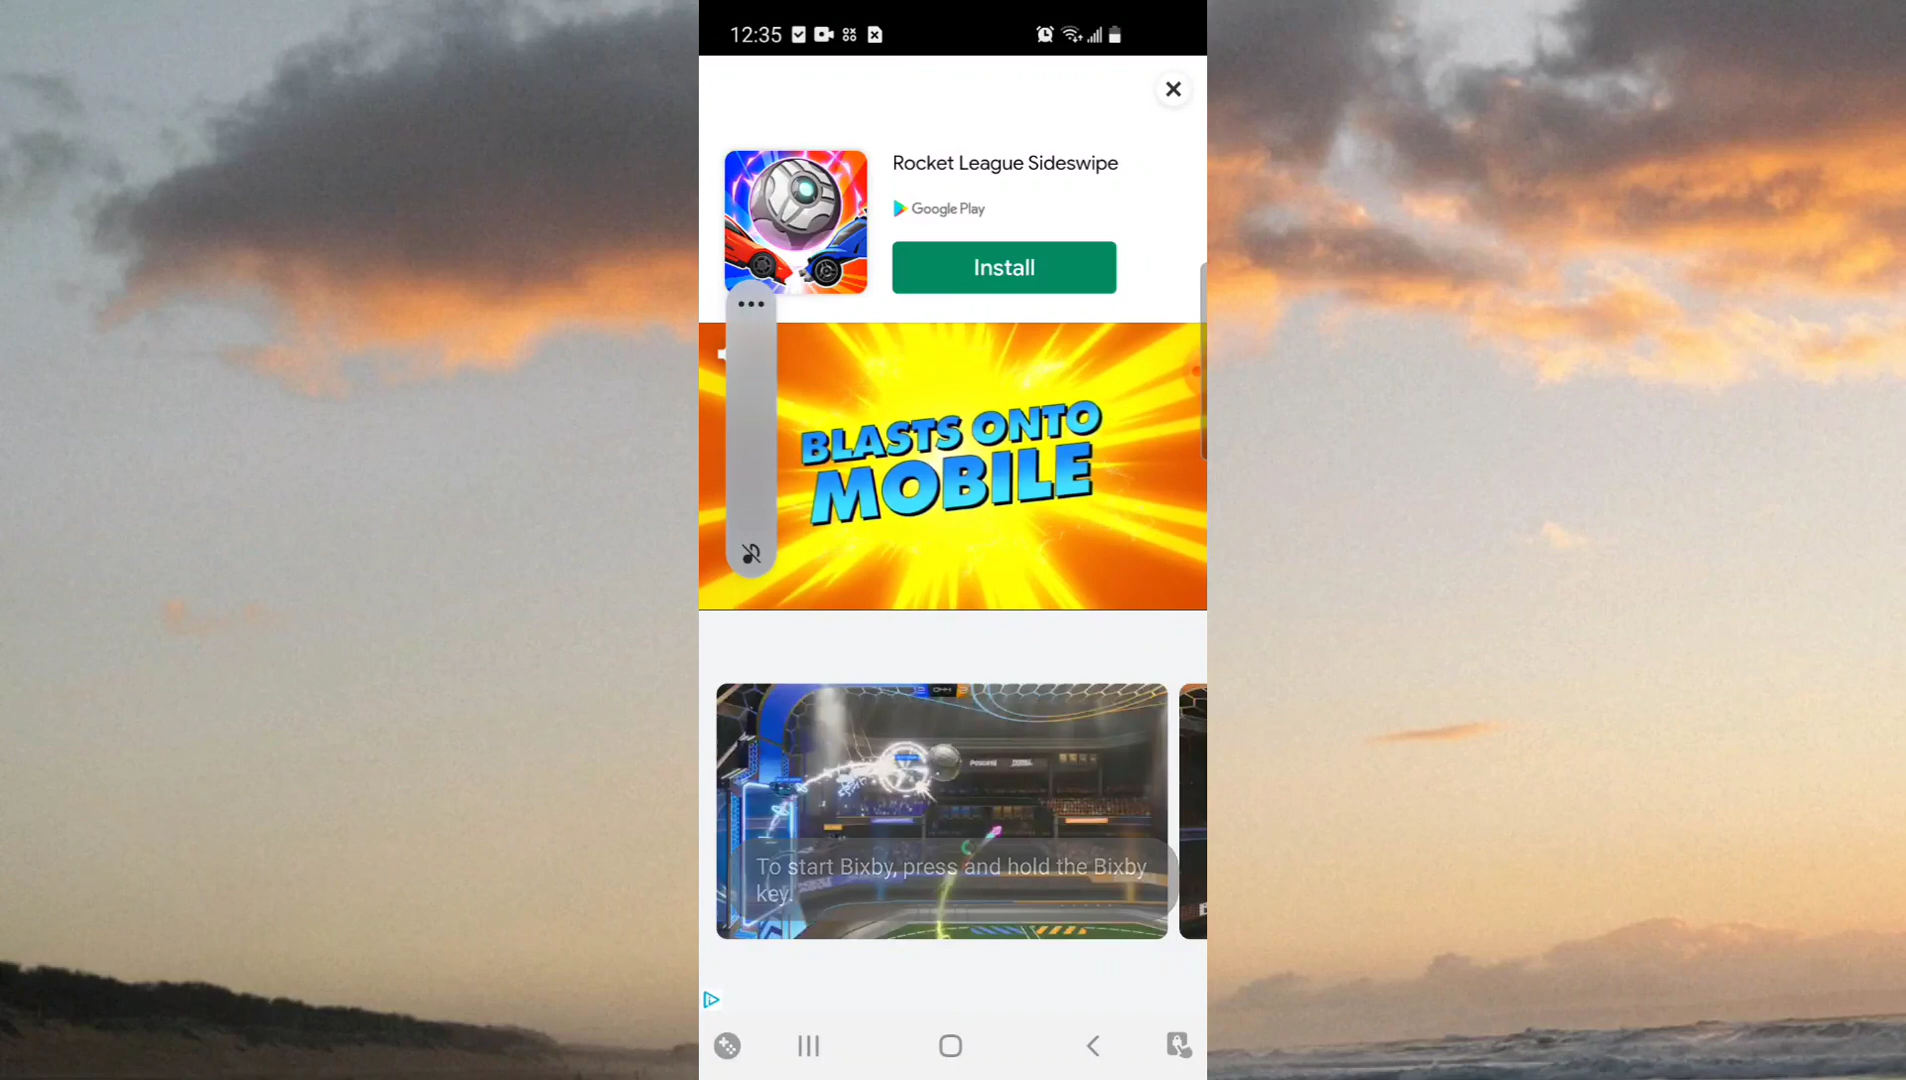 12:35
Rocket League Sideswipe
Google Play
Install
BLASTS ONTO
MOBILE
To start Bixby, press and hold the Bixby
key.